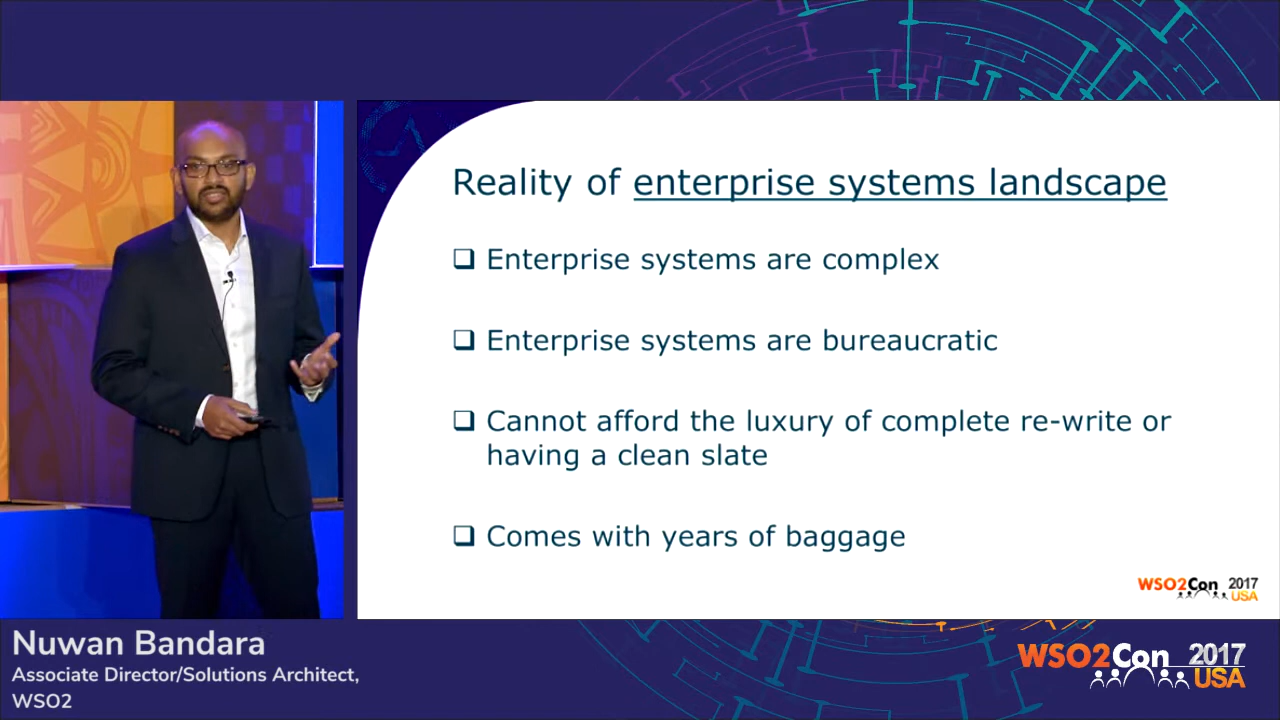 Reality of enterprise systems landscape
❑ Enterprise systems are complex
❑ Enterprise systems are bureaucratic
❑ Cannot afford the luxury of complete re-write or
having a clean slate
❑ Comes with years of baggage
WSO2Con 2017
USA
Nuwan Bandara
Associate Director/Solutions Architect,
WSO2
WSO2Con 2017
USA